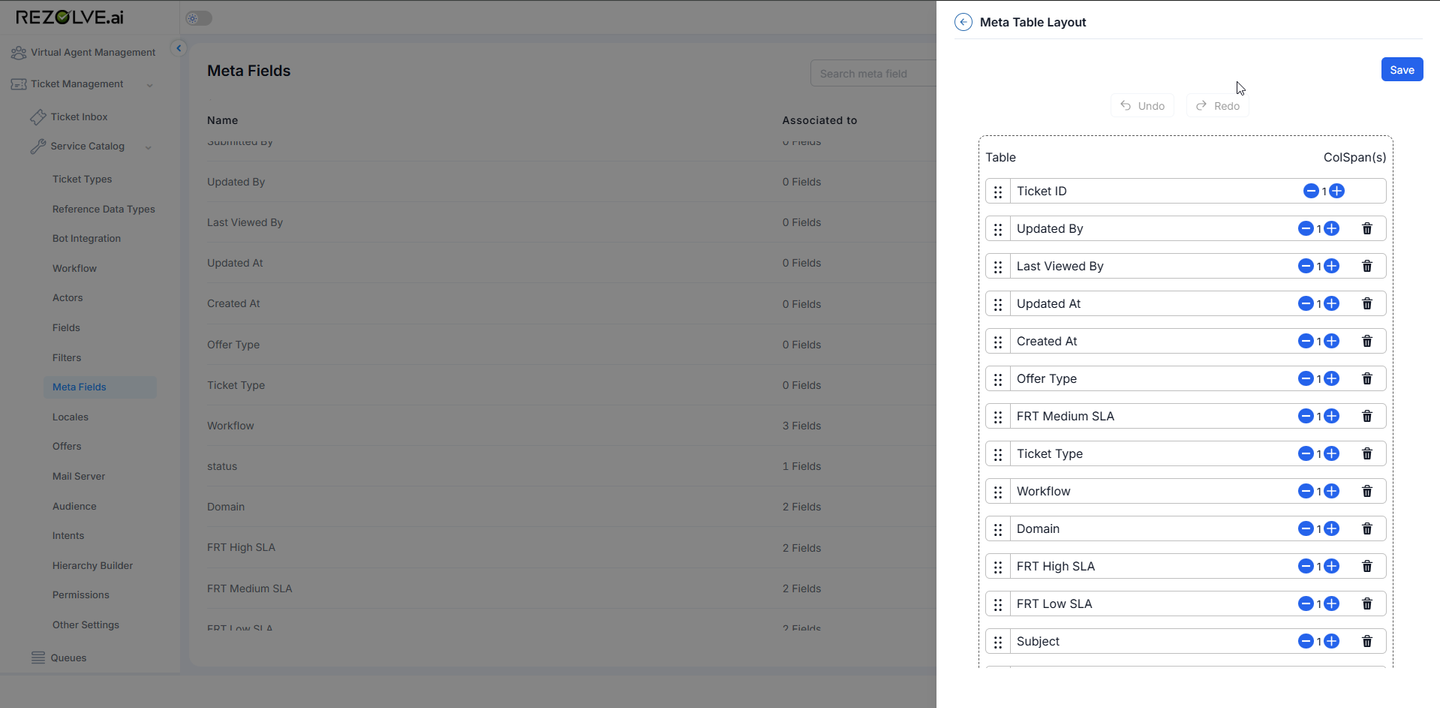 REZOLVE.ai
Virtual Agent Management
Ticket Management
Ticket Inbox
Service Catalog
Ticket Types
Reference Data Types
Bot Integration
Workflow
Actors
Fields
Filters
Meta Fields
Locales
Offers
Mail Server
Audience
Intents
Hierarchy Builder
Permissions
Other Settings
Queues
Meta Fields
Search meta field
Name Associated to
Submitted By 0 Fields
Updated By 0 Fields
Last Viewed By 0 Fields
Updated At 0 Fields
Created At 0 Fields
Offer Type 0 Fields
Ticket Type 0 Fields
Workflow 3 Fields
status 1 Fields
Domain 2 Fields
FRT High SLA 2 Fields
FRT Medium SLA 2 Fields
FRT Low SLA 2 Fields
Meta Table Layout
Save
Undo Redo
Table ColSpan(s)
Ticket ID 1
Updated By 1
Last Viewed By 1
Updated At 1
Created At 1
Offer Type 1
FRT Medium SLA 1
Ticket Type 1
Workflow 1
Domain 1
FRT High SLA 1
FRT Low SLA 1
Subject 1